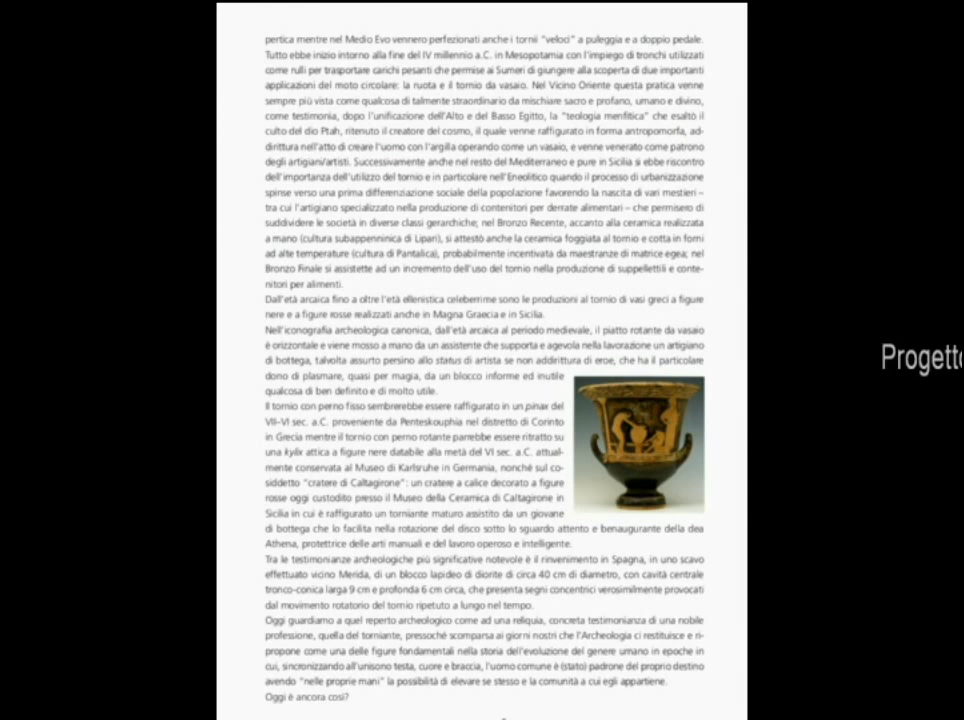 pertica mentre nel Medio Evo vennero perfezionati anche i tornii "veloci" a puleggia e a doppio pedale.
Tutto ebbe inizio intorno alla fine del IV millennio a.C. in Mesopotamia con l'impiego di tronchi utilizzati
come rulli per trasportare carichi pesanti che permise ai Sumeri di giungere alla scoperta di due importanti
applicazioni del moto circolare: la ruota e il tornio da vasaio. Nel Vicino Oriente questa pratica venne
sempre più vista come qualcosa di talmente straordinario da mischiare sacro e profano, umano e divino,
come testimonia, dopo l'unificazione dell'Alto e del Basso Egitto, la "teologia menfitica" che esaltò il
culto del dio Ptah, ritenuto il creatore del cosmo, il quale venne raffigurato in forma antropomorfa, ad-
dirittura nell'atto di creare l'uomo con l'argilla operando come un vasaio, e venne venerato come patrono
degli artigiani/artisti. Successivamente anche nel resto del Mediterraneo e pure in Sicilia si ebbe riscontro
dell'importanza dell'utilizzo del tornio e in particolare nell'Eneolitico quando il processo di urbanizzazione
spinse verso una prima differenziazione sociale della popolazione favorendo la nascita di vari mestieri –
tra cui l'artigiano specializzato nella produzione di contenitori per derrate alimentari – che permisero di
suddividere le società in diverse classi gerarchiche; nel Bronzo Recente, accanto alla ceramica realizzata
a mano (cultura subappenninica di Lipari), si attestò anche la ceramica foggiata al tornio e cotta in forni
ad alte temperature (cultura di Pantalica), probabilmente incentivata da maestranze di matrice egea; nel
Bronzo Finale si assistette ad un incremento dell'uso del tornio nella produzione di suppellettili e conte-
nitori per alimenti.
Dall'età arcaica fino a oltre l'età ellenistica celeberrime sono le produzioni al tornio di vasi greci a figure
nere e a figure rosse realizzati anche in Magna Graecia e in Sicilia.
Nell'iconografia archeologica canonica, dall'età arcaica al periodo medievale, il piatto rotante da vasaio
è orizzontale e viene mosso a mano da un assistente che supporta e agevola nella lavorazione un artigiano
di bottega, talvolta assurto persino allo status di artista se non addirittura di eroe, che ha il particolare
dono di plasmare, quasi per magia, da un blocco informe ed inutile
qualcosa di ben definito e di molto utile.
Il tornio con perno fisso sembrerebbe essere raffigurato in un pinax del
VII–VI sec. a.C. proveniente da Penteskouphia nel distretto di Corinto
in Grecia mentre il tornio con perno rotante parrebbe essere ritratto su
una kylix attica a figure nere databile alla metà del VI sec. a.C. attual-
mente conservata al Museo di Karlsruhe in Germania, nonché sul co-
siddetto "cratere di Caltagirone": un cratere a calice decorato a figure
rosse oggi custodito presso il Museo della Ceramica di Caltagirone in
Sicilia in cui è raffigurato un torniante maturo assistito da un giovane
di bottega che lo facilita nella rotazione del disco sotto lo sguardo attento e benaugurante della dea
Athena, protettrice delle arti manuali e del lavoro operoso e intelligente.
Tra le testimonianze archeologiche più significative notevole è il rinvenimento in Spagna, in uno scavo
effettuato vicino Merida, di un blocco lapideo di diorite di circa 40 cm di diametro, con cavità centrale
tronco-conica larga 9 cm e profonda 6 cm circa, che presenta segni concentrici verosimilmente provocati
dal movimento rotatorio del tornio ripetuto a lungo nel tempo.
Oggi guardiamo a quel reperto archeologico come ad una reliquia, concreta testimonianza di una nobile
professione, quella del torniante, pressoché scomparsa ai giorni nostri che l'Archeologia ci restituisce e ri-
propone come una delle figure fondamentali nella storia dell'evoluzione del genere umano in epoche in
cui, sincronizzando all'unisono testa, cuore e braccia, l'uomo comune è (stato) padrone del proprio destino
avendo "nelle proprie mani" la possibilità di elevare se stesso e la comunità a cui egli appartiene.
Oggi è ancora così?
Progetto